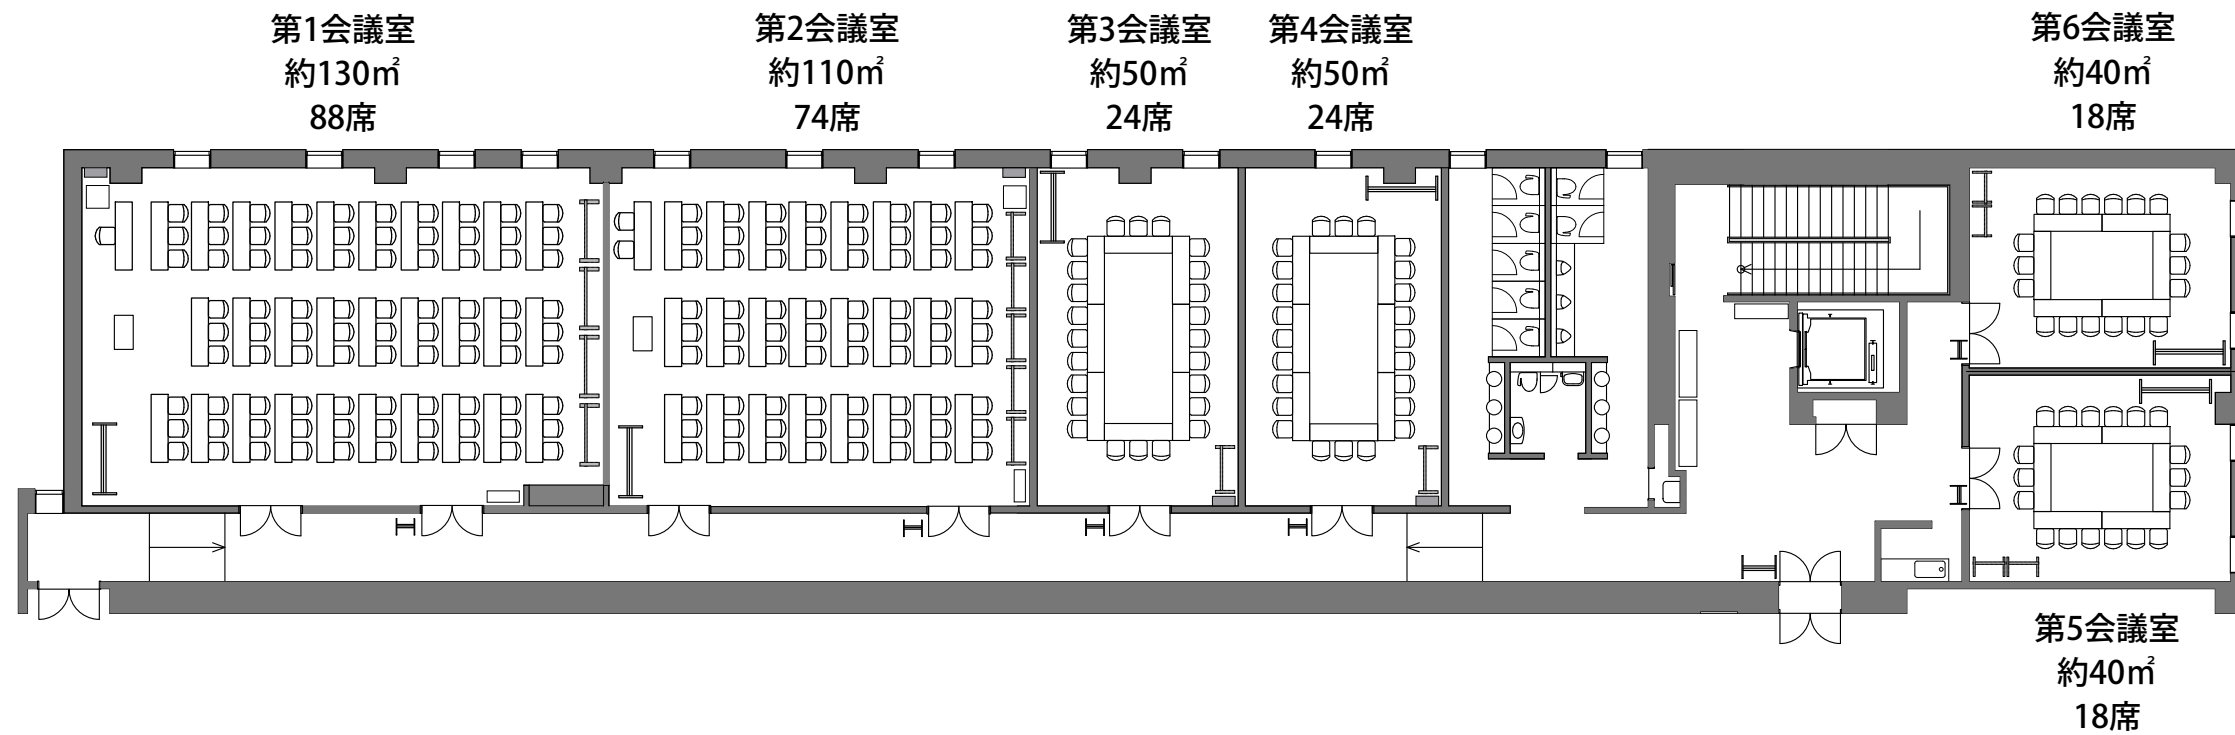 第1会議室
約130㎡
88席
第2会議室
約110㎡
74席
第3会議室
約50㎡
24席
第4会議室
約50㎡
24席
第6会議室
約40㎡
18席
第5会議室
約40㎡
18席